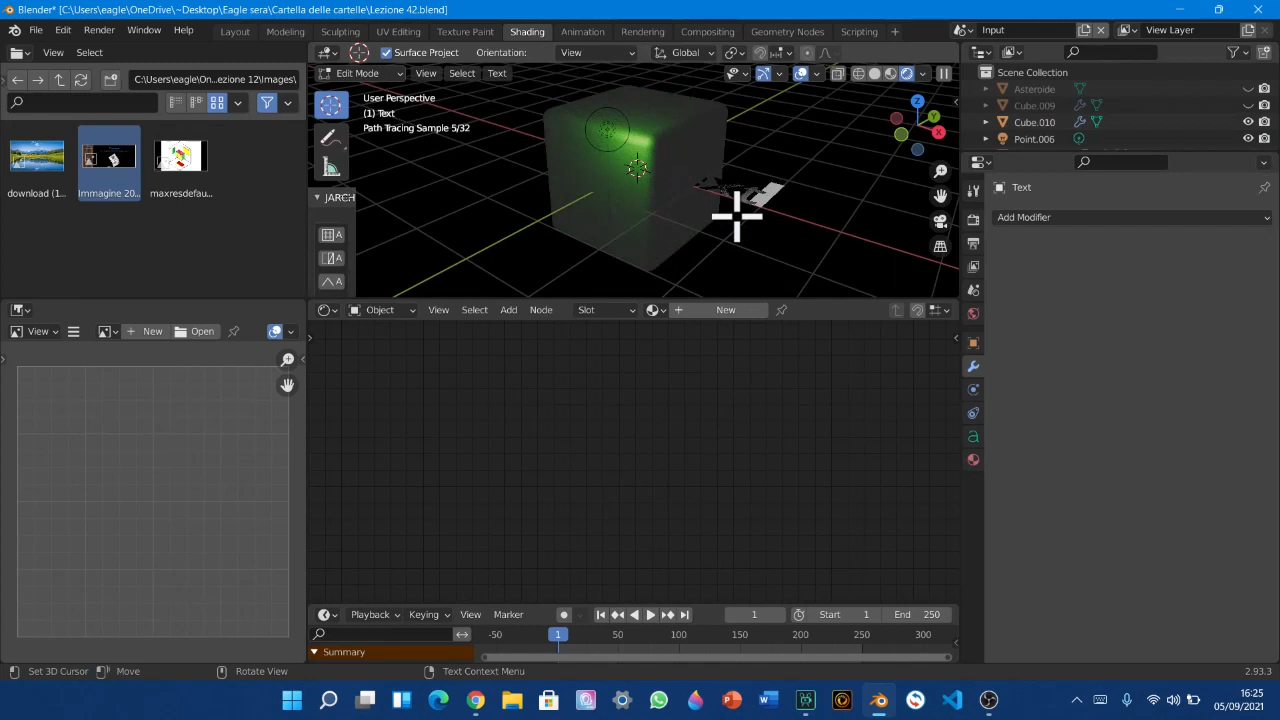 Blender* [C:\Users\eagle\OneDrive\~Desktop\Eagle sera\Cartella delle cartelle\Lezione 42.blend]
File Edit Render Window Help Layout Modeling Sculpting UV Editing Texture Paint Shading Animation Rendering Compositing Geometry Nodes Scripting + Input View Layer
View Select
Surface Project Orientation: View Global
C:\Users\eagle\On...ezione 12\Images\
Edit Mode View Select Text
Scene Collection
Asteroide
Cube.009
Cube.010
Point.006
User Perspective
(1) Text
Path Tracing Sample 5/32
Z
Y
X
download (1...
Immagine 20...
maxresdefau...
JARCH
A
A
A
Text
Add Modifier
View New Open
Object View Select Add Node Slot New
Playback Keying View Marker 1 Start 1 End 250
-50 1 50 100 150 200 250 300
Summary
Set 3D Cursor Move Rotate View Text Context Menu 2.93.3
16:25
05/09/2021